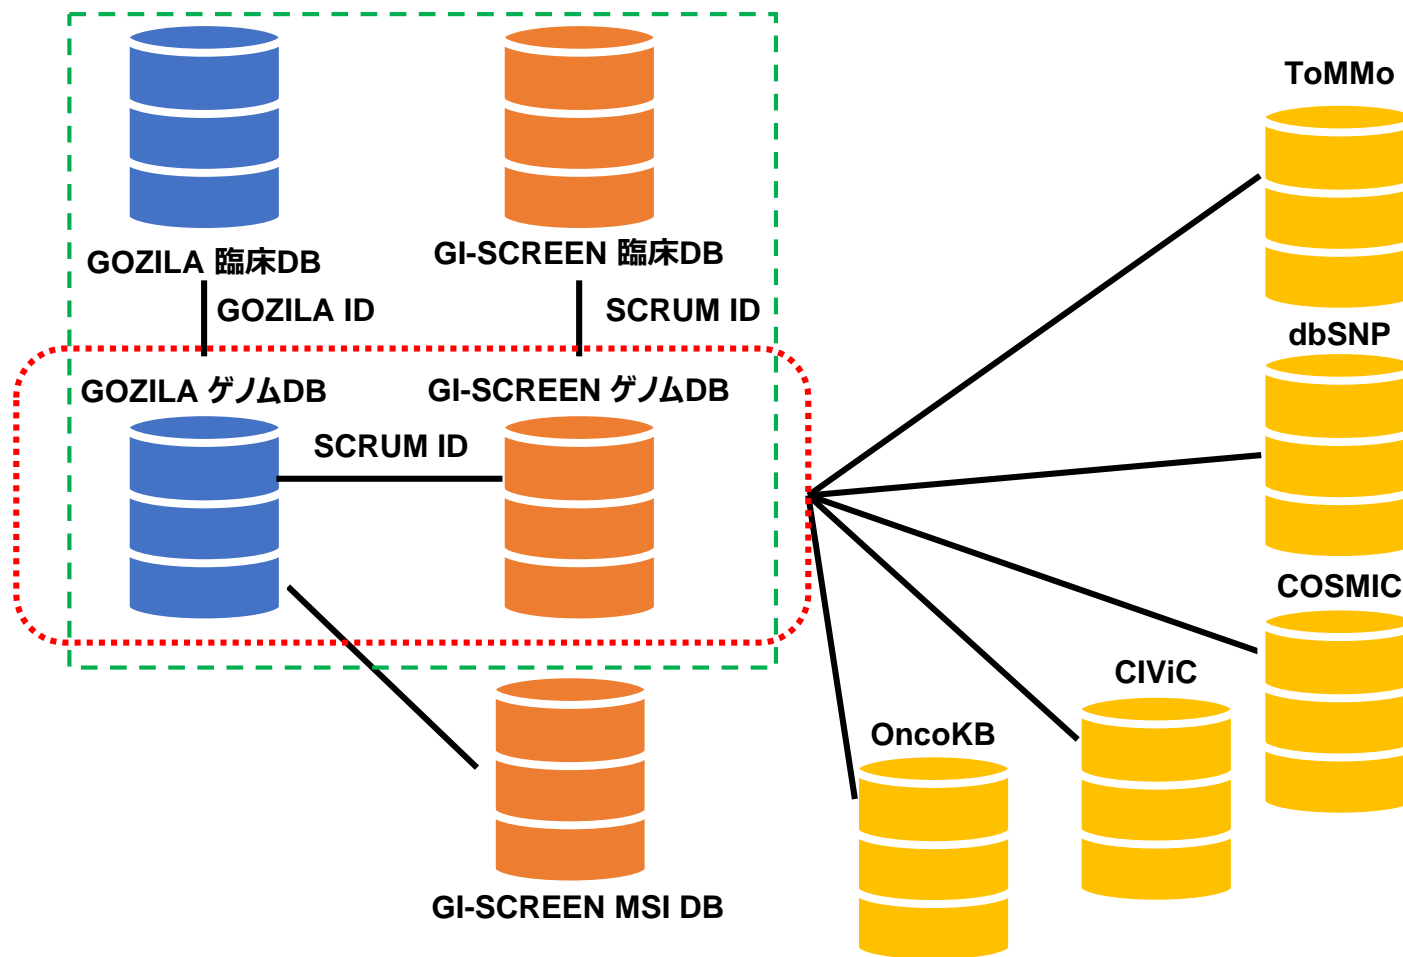 ToMMo
GOZILA 臨床DB
GI-SCREEN 臨床DB
GOZILA ID
SCRUM ID
dbSNP
GOZILA ゲノムDB
GI-SCREEN ゲノムDB
SCRUM ID
COSMIC
CIViC
OncoKB
GI-SCREEN MSI DB